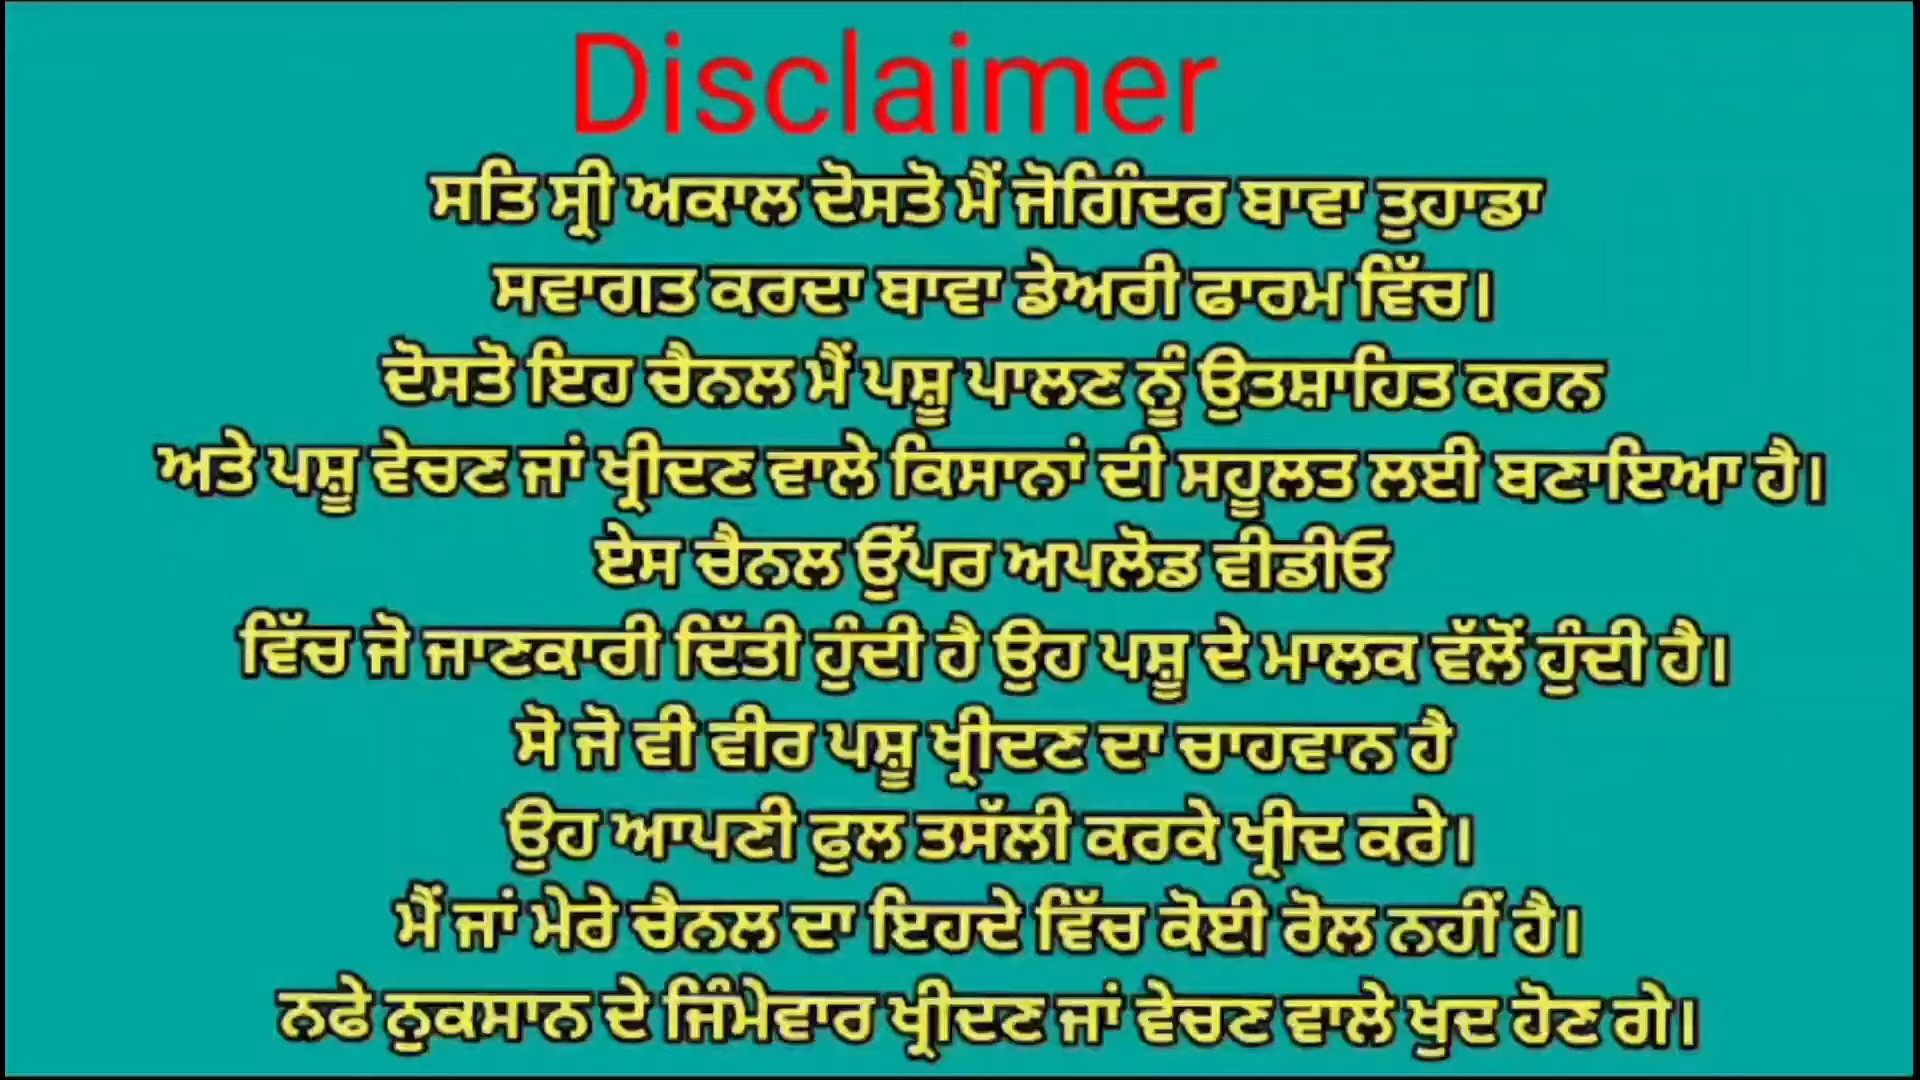 Disclaimer
ਸਤਿ ਸ੍ਰੀ ਅਕਾਲ ਦੋਸਤੋ ਮੈਂ ਜੋਗਿੰਦਰ ਬਾਵਾ ਤੁਹਾਡਾ
ਸਵਾਗਤ ਕਰਦਾ ਬਾਵਾ ਡੇਅਰੀ ਫਾਰਮ ਵਿੱਚ।
ਦੋਸਤੋ ਇਹ ਚੈਨਲ ਮੈਂ ਪਸ਼ੂ ਪਾਲਣ ਨੂੰ ਉਤਸ਼ਾਹਿਤ ਕਰਨ
ਅਤੇ ਪਸ਼ੂ ਵੇਚਣ ਜਾਂ ਖ੍ਰੀਦਣ ਵਾਲੇ ਕਿਸਾਨਾਂ ਦੀ ਸਹੂਲਤ ਲਈ ਬਣਾਇਆ ਹੈ।
ਏਸ ਚੈਨਲ ਉੱਪਰ ਅਪਲੋਡ ਵੀਡੀਓ
ਵਿੱਚ ਜੋ ਜਾਣਕਾਰੀ ਦਿੱਤੀ ਹੁੰਦੀ ਹੈ ਉਹ ਪਸ਼ੂ ਦੇ ਮਾਲਕ ਵੱਲੋਂ ਹੁੰਦੀ ਹੈ।
ਸੋ ਜੋ ਵੀ ਵੀਰ ਪਸ਼ੂ ਖ੍ਰੀਦਣ ਦਾ ਚਾਹਵਾਨ ਹੈ
ਉਹ ਆਪਣੀ ਫੁਲ ਤਸੱਲੀ ਕਰਕੇ ਖ੍ਰੀਦ ਕਰੇ।
ਮੈਂ ਜਾਂ ਮੇਰੇ ਚੈਨਲ ਦਾ ਇਹਦੇ ਵਿੱਚ ਕੋਈ ਰੋਲ ਨਹੀਂ ਹੈ।
ਨਫੇ ਨੁਕਸਾਨ ਦੇ ਜਿੰਮੇਵਾਰ ਖ੍ਰੀਦਣ ਜਾਂ ਵੇਚਣ ਵਾਲੇ ਖੁਦ ਹੋਣ ਗੇ।